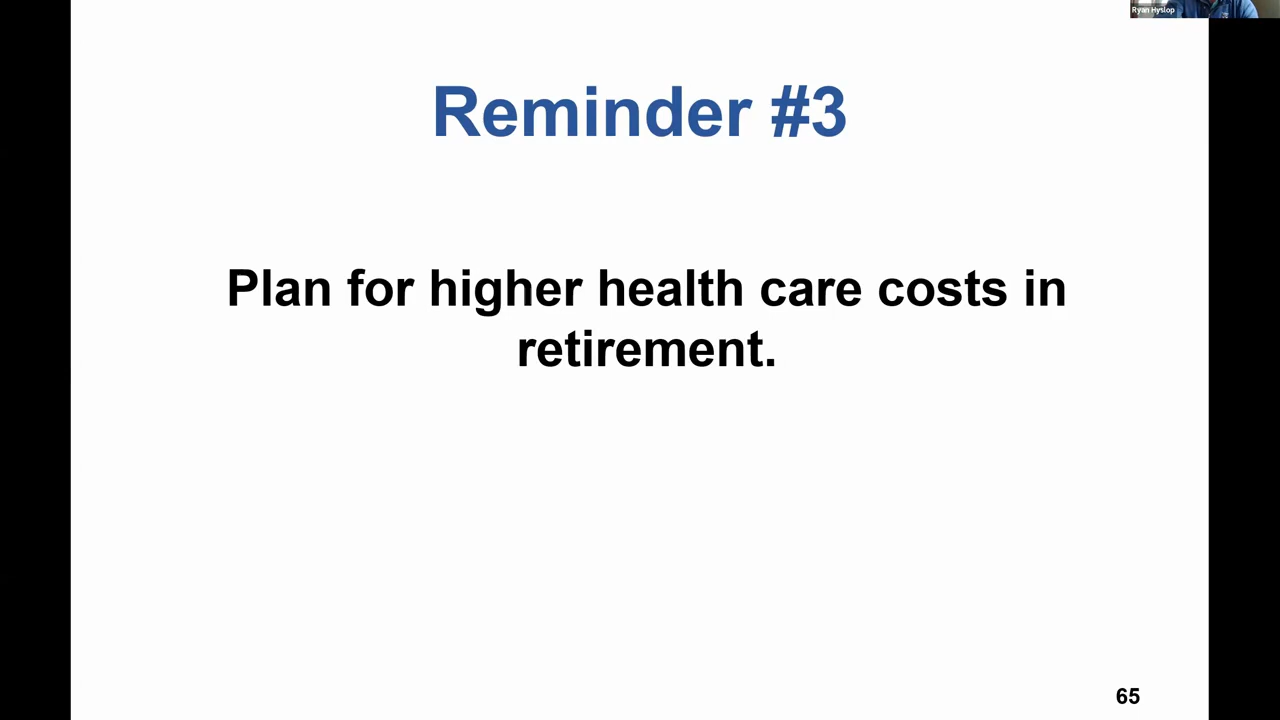 Ryan Hyslop
Reminder #3
Plan for higher health care costs in
retirement.
65